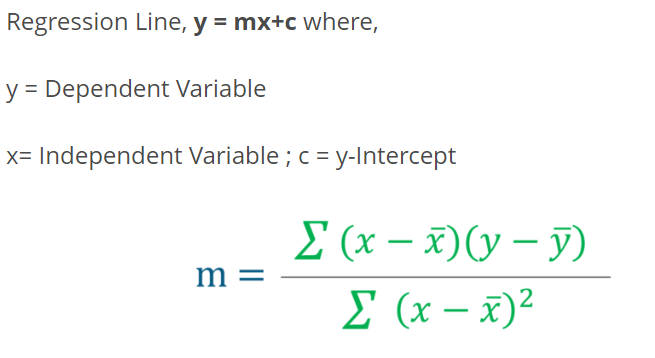 Regression Line, y = mx+c where,
y = Dependent Variable
x= Independent Variable ; c = y-Intercept
m = ∑ (x − x̄)(y − ȳ)
∑ (x − x̄)²